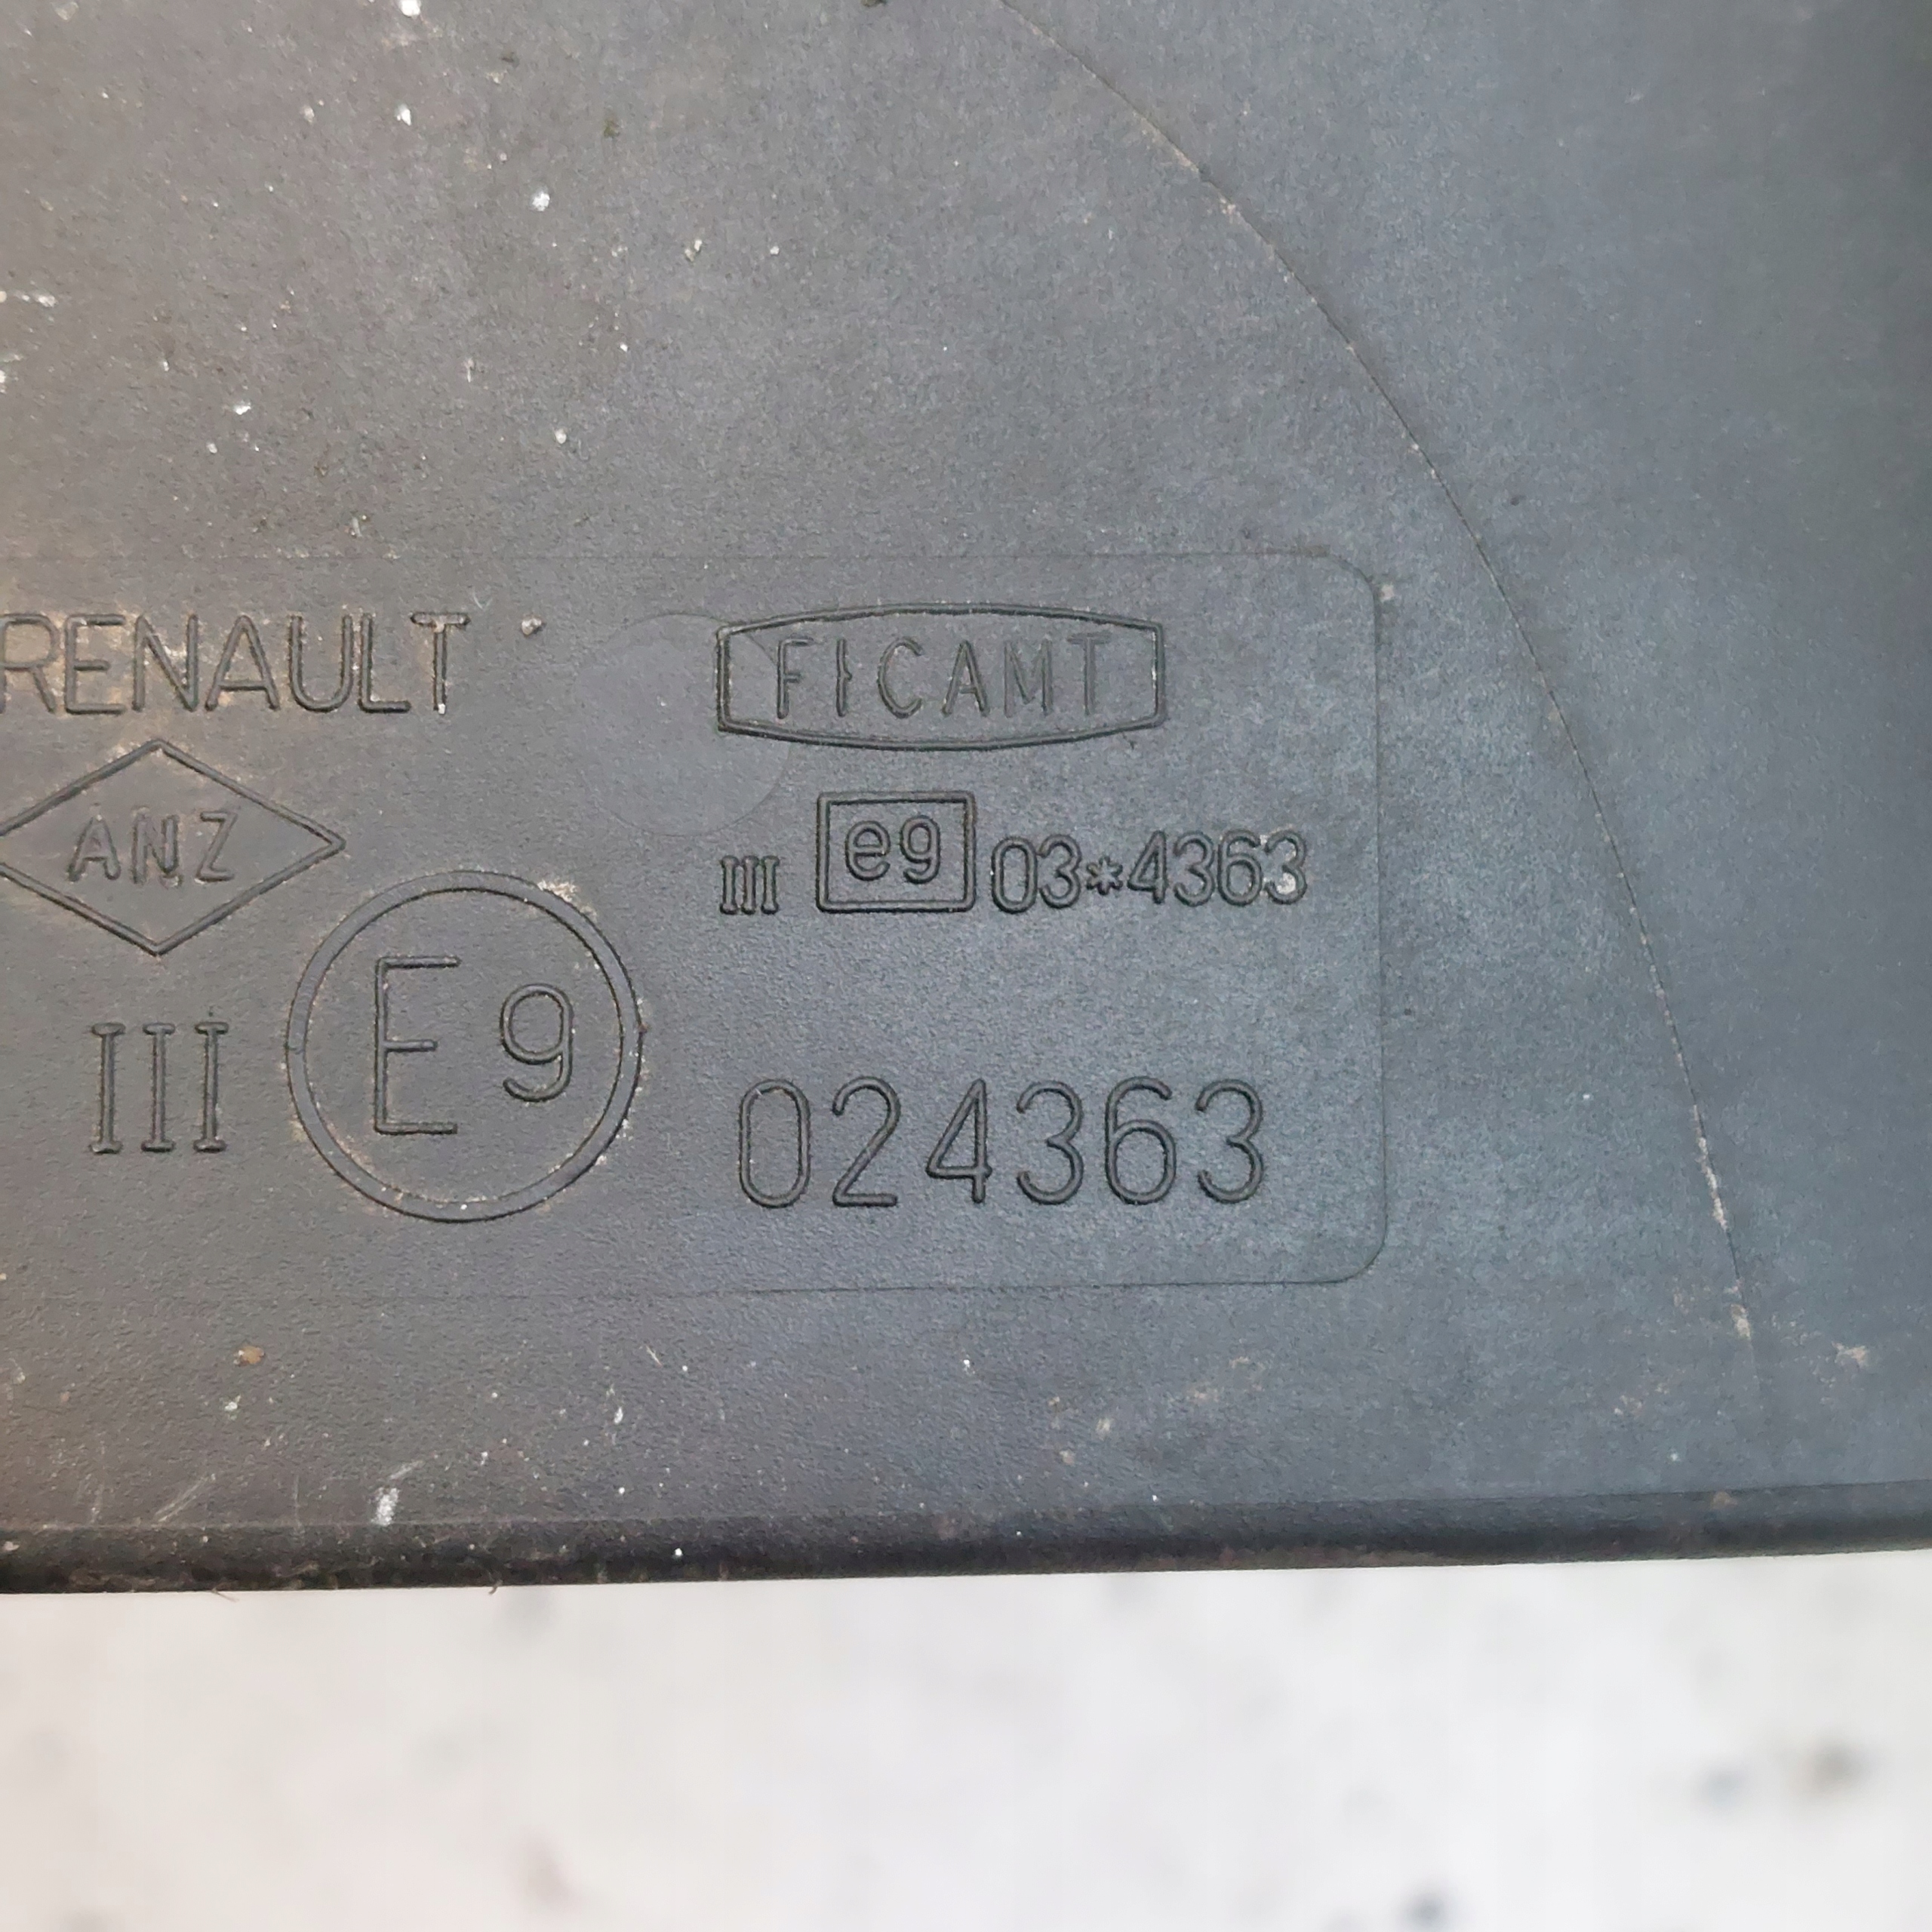 RENAULT
FICAMT
ANZ
III e9 03*4363
III E9 024363